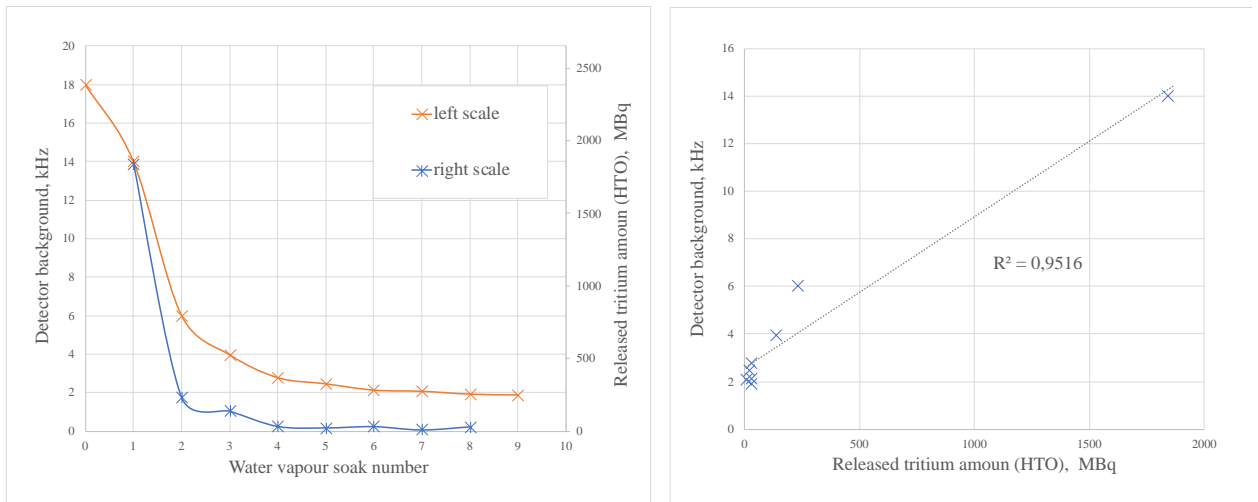 20
18
16
14
12
10
8
6
4
2
0
Detector background, kHz
0 1 2 3 4 5 6 7 8 9 10
Water vapour soak number
2500
2000
1500
1000
500
0
Released tritium amoun (HTO), MBq
left scale
right scale
16
14
12
10
8
6
4
2
0
Detector background, kHz
R² = 0,9516
0 500 1000 1500 2000
Released tritium amoun (HTO), MBq